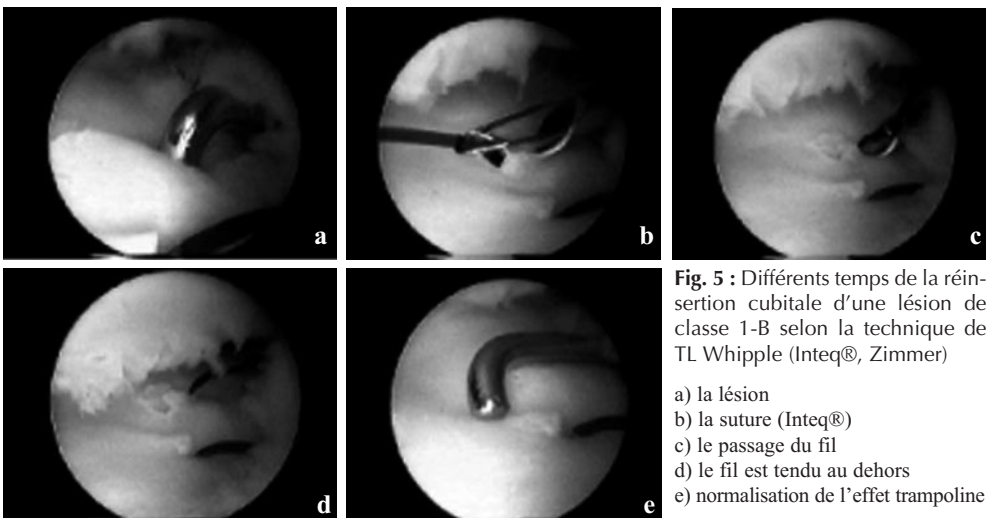 a
b
c
d
e
Fig. 5 : Différents temps de la réin-
sertion cubitale d’une lésion de
classe 1-B selon la technique de
TL Whipple (Inteq®, Zimmer)
a) la lésion
b) la suture (Inteq®)
c) le passage du fil
d) le fil est tendu au dehors
e) normalisation de l’effet trampoline